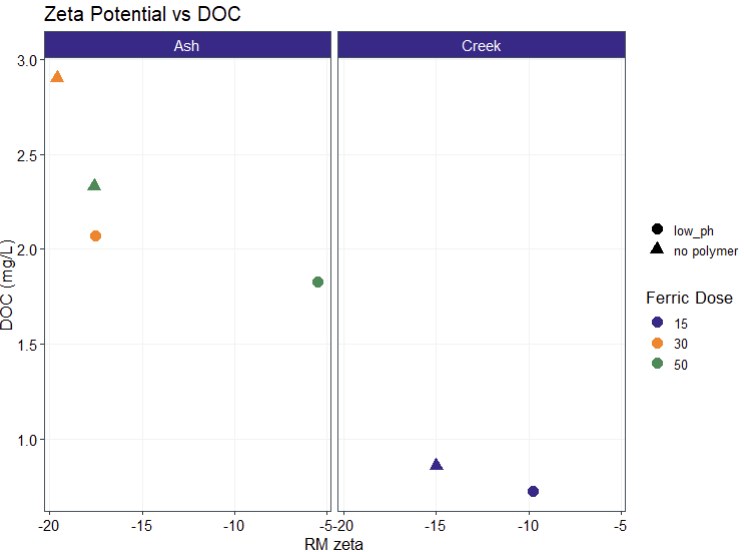 Zeta Potential vs DOC
Ash
Creek
3.0
2.5
2.0
1.5
1.0
DOC (mg/L)
-20
-15
-10
-5
-20
-15
-10
-5
RM zeta
low_ph
no polymer
Ferric Dose
15
30
50